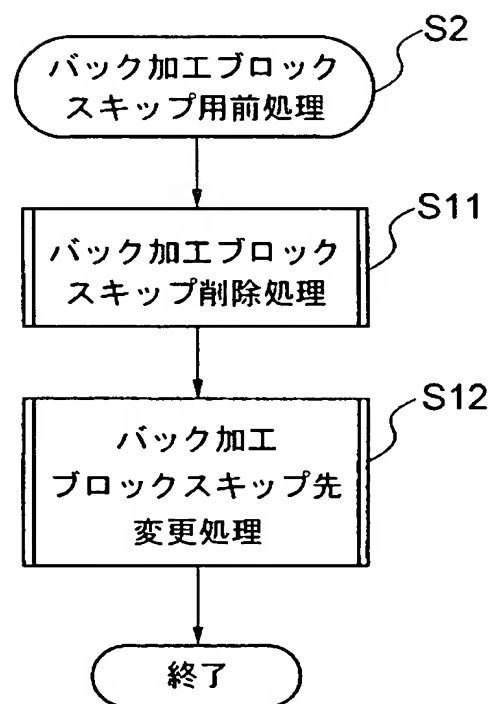 S2
バック加工ブロック
スキップ用前処理
S11
バック加工ブロック
スキップ削除処理
S12
バック加工
ブロックスキップ先
変更処理
終了